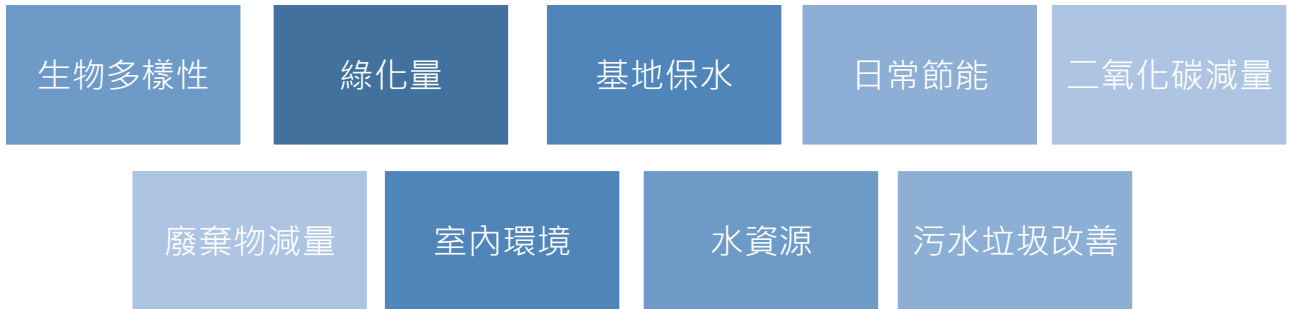 生物多樣性
綠化量
基地保水
日常節能
二氧化碳減量
廢棄物減量
室內環境
水資源
污水垃圾改善